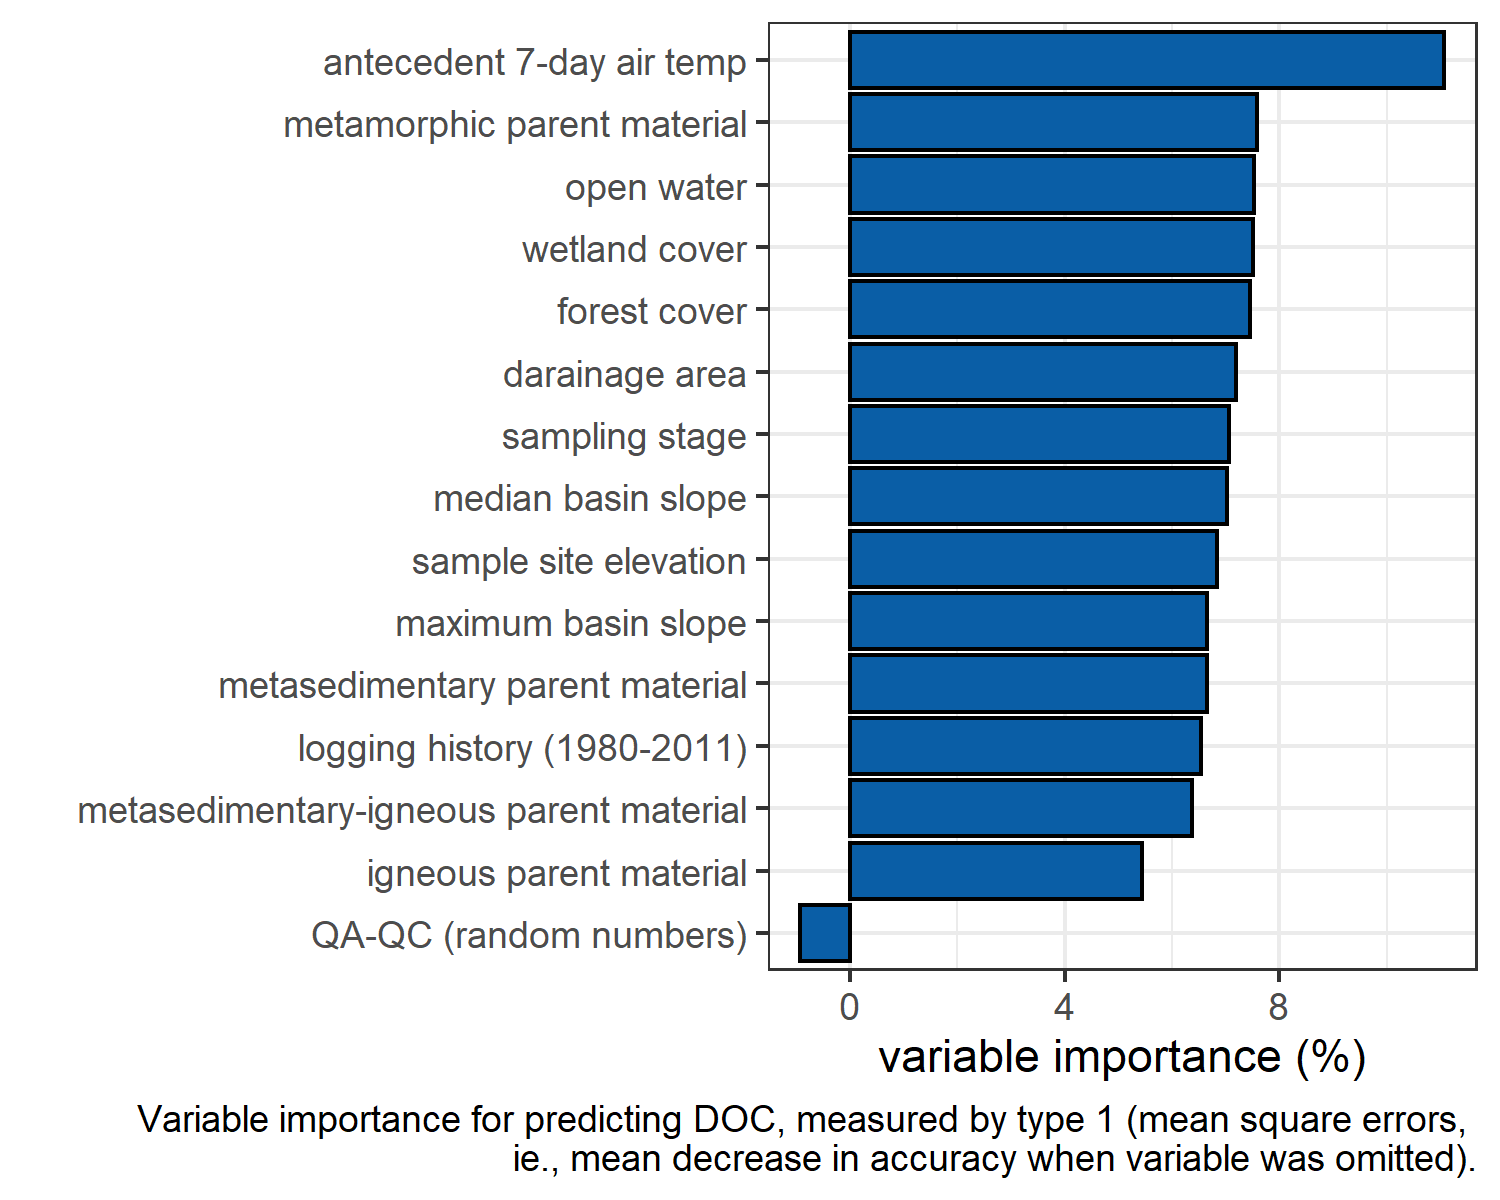 antecedent 7-day air temp
metamorphic parent material
open water
wetland cover
forest cover
darainage area
sampling stage
median basin slope
sample site elevation
maximum basin slope
metasedimentary parent material
logging history (1980-2011)
metasedimentary-igneous parent material
igneous parent material
QA-QC (random numbers)
0 4 8
variable importance (%)
Variable importance for predicting DOC, measured by type 1 (mean square errors,
ie., mean decrease in accuracy when variable was omitted).